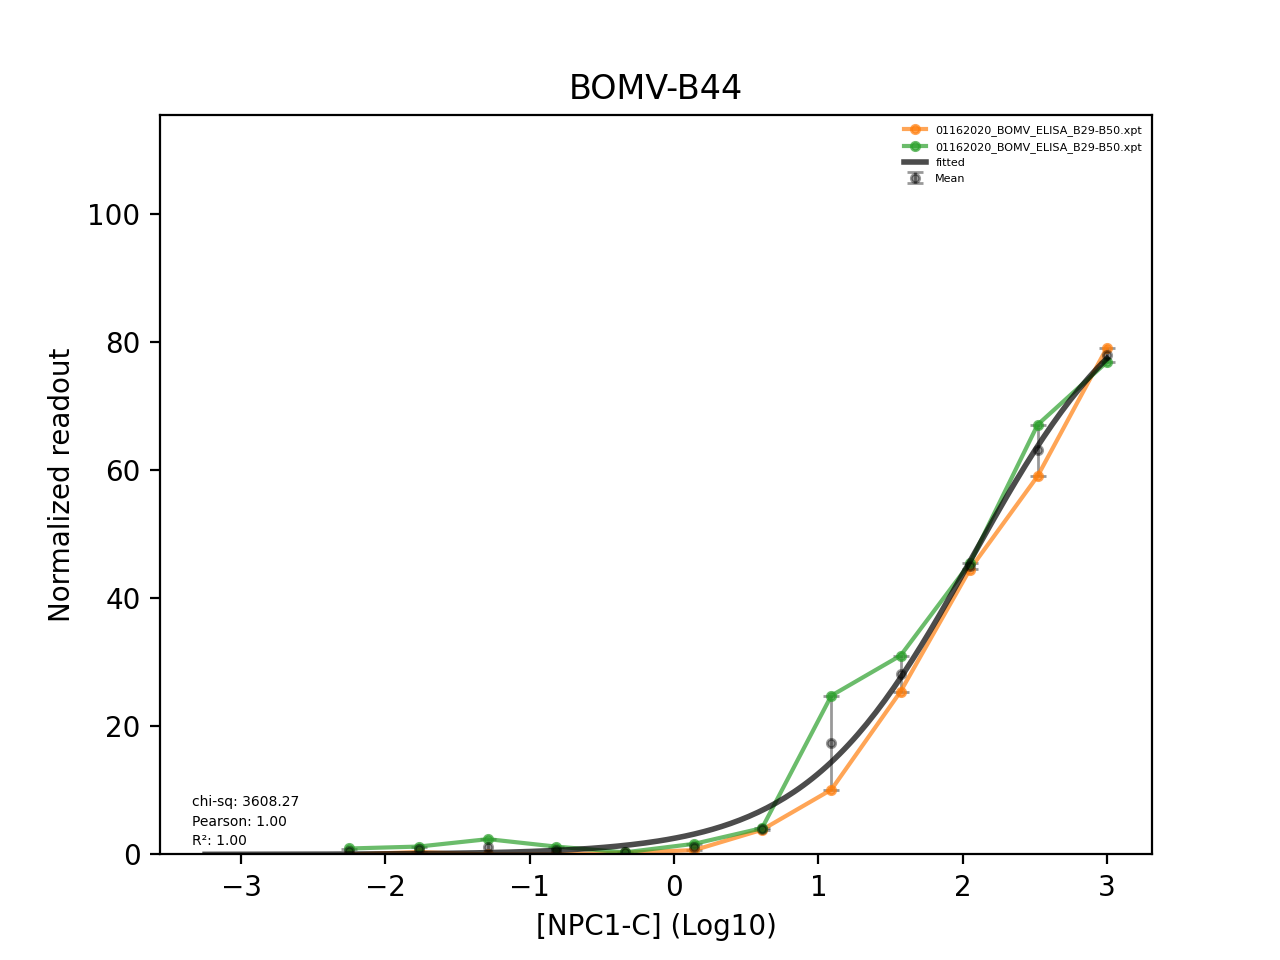 BOMV-B44
01162020_BOMV_ELISA_B29-B50.xpt
01162020_BOMV_ELISA_B29-B50.xpt
fitted
Mean
100
80
60
40
20
0
Normalized readout
chi-sq: 3608.27
Pearson: 1.00
R²: 1.00
−3 −2 −1 0 1 2 3
[NPC1-C] (Log10)